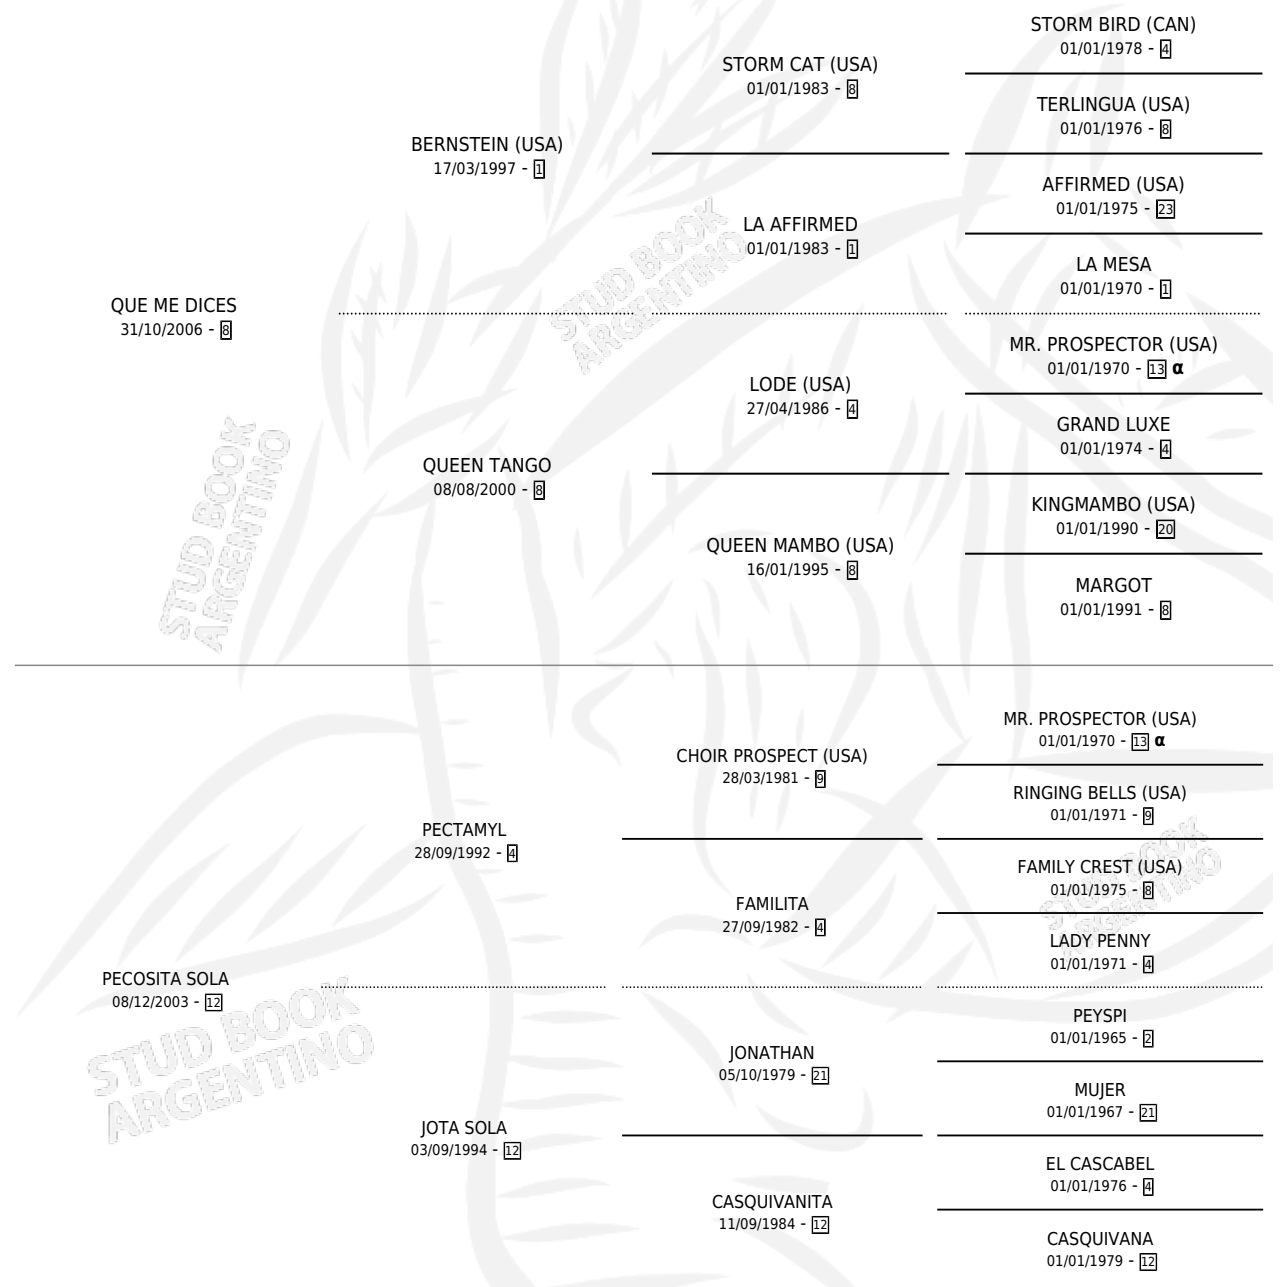 STORM BIRD (CAN)
01/01/1978 - 4
STORM CAT (USA)
01/01/1983 - 8
TERLINGUA (USA)
01/01/1976 - 8
BERNSTEIN (USA)
17/03/1997 - 1
AFFIRMED (USA)
01/01/1975 - 23
LA AFFIRMED
01/01/1983 - 1
LA MESA
01/01/1970 - 1
QUE ME DICES
31/10/2006 - 8
MR. PROSPECTOR (USA)
01/01/1970 - 13 α
LODE (USA)
27/04/1986 - 4
GRAND LUXE
01/01/1974 - 4
QUEEN TANGO
08/08/2000 - 8
KINGMAMBO (USA)
01/01/1990 - 20
QUEEN MAMBO (USA)
16/01/1995 - 8
MARGOT
01/01/1991 - 8
MR. PROSPECTOR (USA)
01/01/1970 - 13 α
CHOIR PROSPECT (USA)
28/03/1981 - 9
RINGING BELLS (USA)
01/01/1971 - 9
PECTAMYL
28/09/1992 - 4
FAMILY CREST (USA)
01/01/1975 - 8
FAMILITA
27/09/1982 - 4
LADY PENNY
01/01/1971 - 4
PECOSITA SOLA
08/12/2003 - 12
PEYSPI
01/01/1965 - 2
JONATHAN
05/10/1979 - 21
MUJER
01/01/1967 - 21
JOTA SOLA
03/09/1994 - 12
EL CASCABEL
01/01/1976 - 4
CASQUIVANITA
11/09/1984 - 12
CASQUIVANA
01/01/1979 - 12
STUD BOOK
ARGENTINO
STUD BOOK
ARGENTINO
STUD BOOK
ARGENTINO
STUD BOOK
ARGENTINO